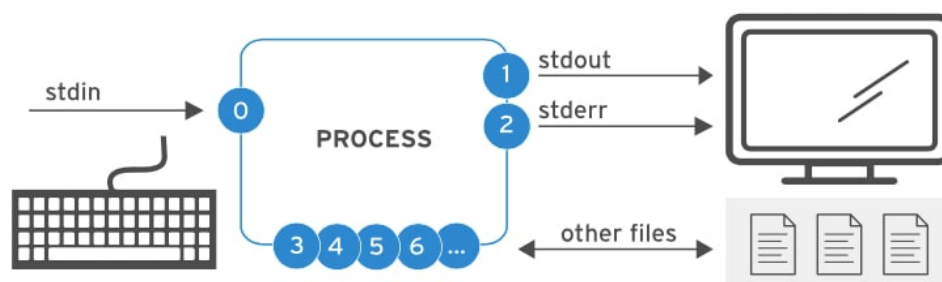 stdin
0
PROCESS
1
stdout
2
stderr
3 4 5 6 ...
other files